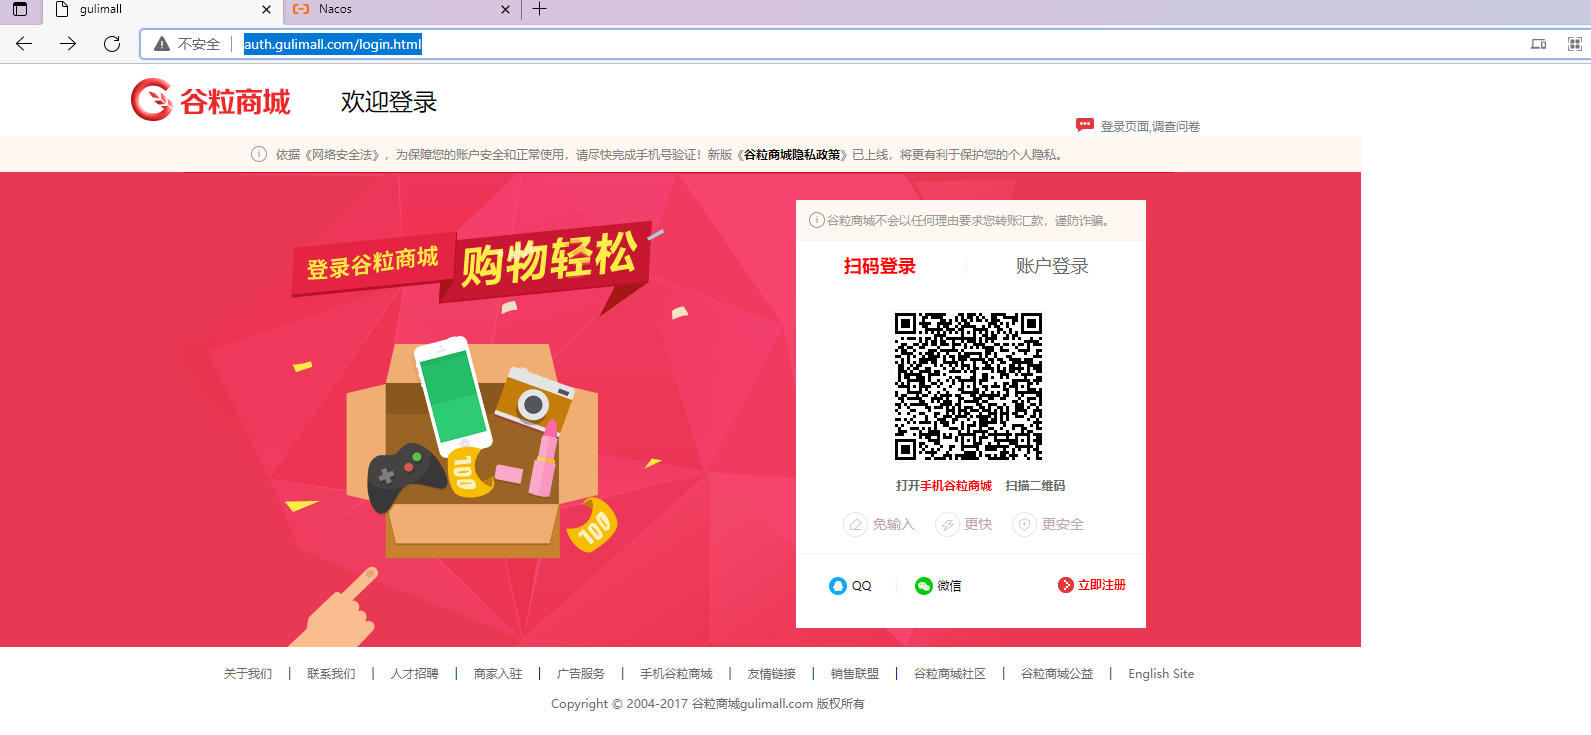 gulimall
Nacos
不安全
auth.gulimall.com/login.html
谷粒商城
欢迎登录
登录页面,调查问卷
依据《网络安全法》，为保障您的账户安全和正常使用，请尽快完成手机号验证！新版《谷粒商城隐私政策》已上线，将更有利于保护您的个人隐私。
登录谷粒商城
购物轻松
100
100
谷粒商城不会以任何理由要求您转账汇款，谨防诈骗。
扫码登录
账户登录
打开手机谷粒商城 扫描二维码
免输入
更快
更安全
QQ
微信
立即注册
关于我们 | 联系我们 | 人才招聘 | 商家入驻 | 广告服务 | 手机谷粒商城 | 友情链接 | 销售联盟 | 谷粒商城社区 | 谷粒商城公益 | English Site
Copyright © 2004-2017 谷粒商城gulimall.com 版权所有